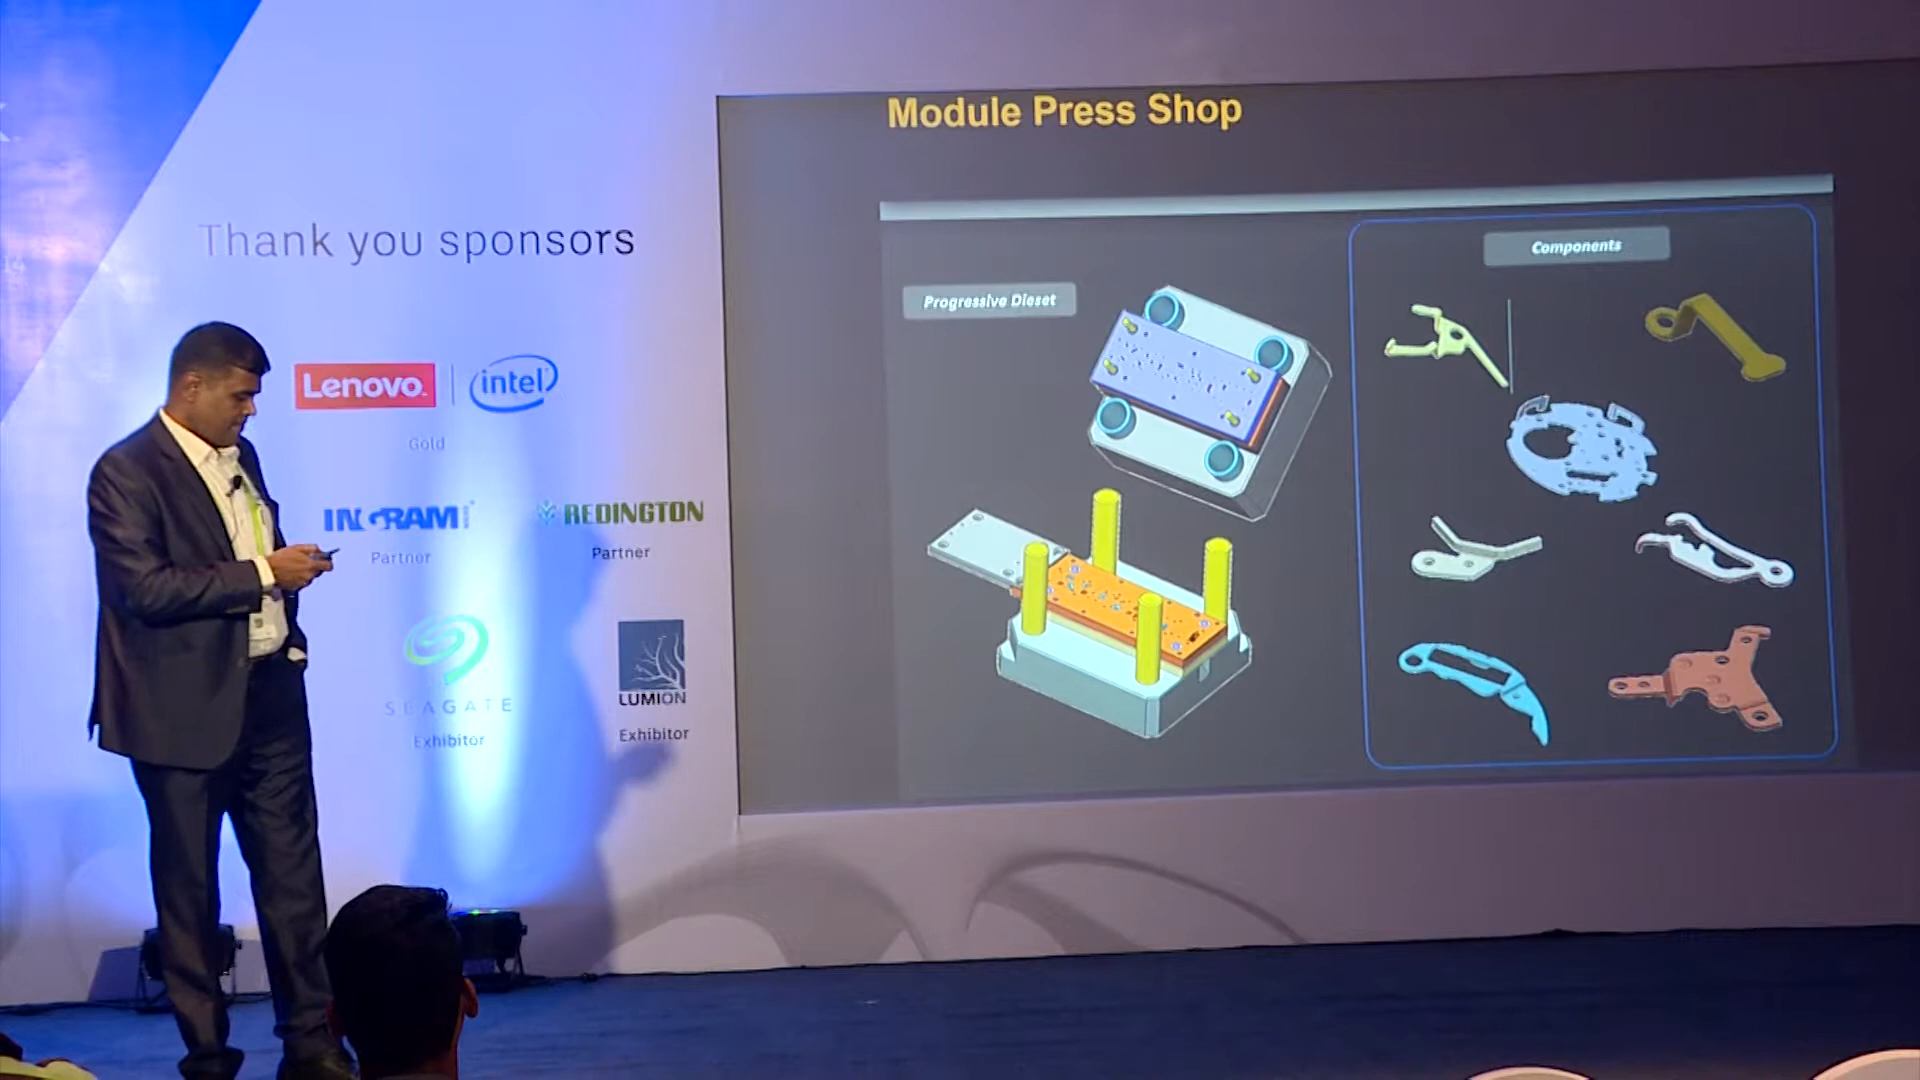 Thank you sponsors
Lenovo
intel
Gold
INGRAM
Partner
REDINGTON
Partner
SEAGATE
Exhibitor
LUMION
Exhibitor
Module Press Shop
Progressive Dieset
Components